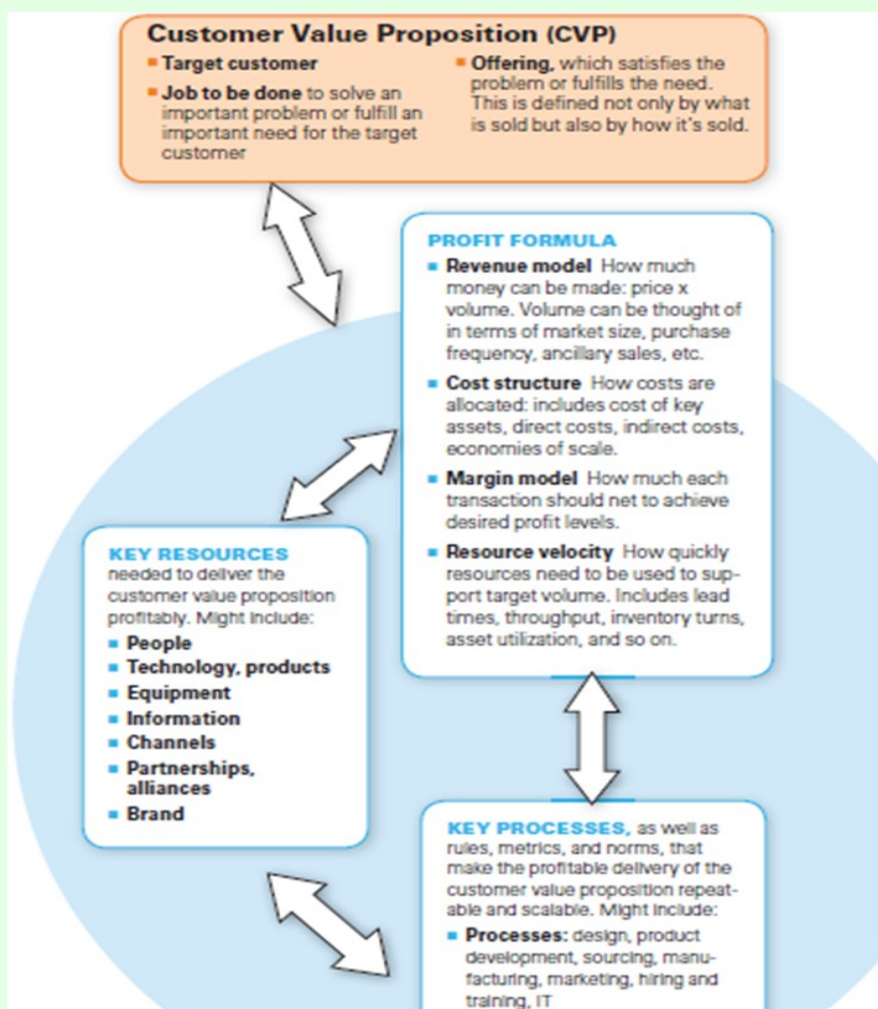 Customer Value Proposition (CVP)
Target customer
Job to be done to solve an
important problem or fulfill an
important need for the target
customer
Offering, which satisfies the
problem or fulfills the need.
This is defined not only by what
is sold but also by how it's sold.
PROFIT FORMULA
Revenue model How much
money can be made: price x
volume. Volume can be thought of
in terms of market size, purchase
frequency, ancillary sales, etc.
Cost structure How costs are
allocated: includes cost of key
assets, direct costs, indirect costs,
economies of scale.
Margin model How much each
transaction should net to achieve
desired profit levels.
Resource velocity How quickly
resources need to be used to sup-
port target volume. Includes lead
times, throughput, inventory turns,
asset utilization, and so on.
KEY RESOURCES
needed to deliver the
customer value proposition
profitably. Might include:
People
Technology, products
Equipment
Information
Channels
Partnerships,
alliances
Brand
KEY PROCESSES, as well as
rules, metrics, and norms, that
make the profitable delivery of the
customer value proposition repeat-
able and scalable. Might include:
Processes: design, product
development, sourcing, manu-
facturing, marketing, hiring and
training, IT